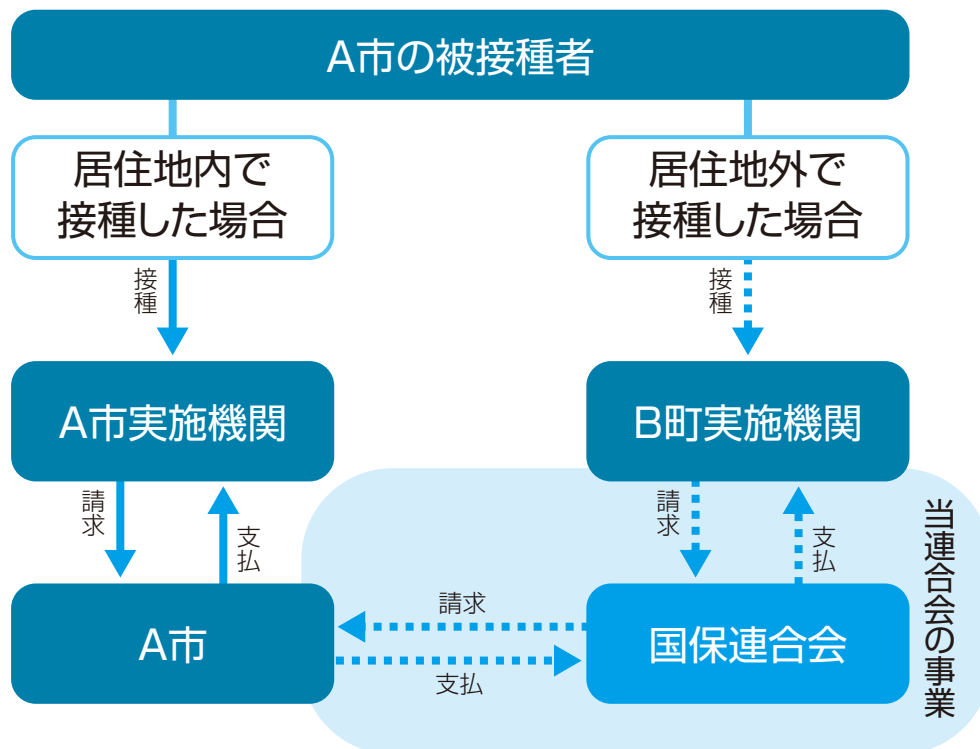 A市の被接種者
居住地内で
接種した場合
居住地外で
接種した場合
接種
接種
A市実施機関
B町実施機関
請求
支払
請求
支払
当連合会の事業
A市
請求
支払
国保連合会